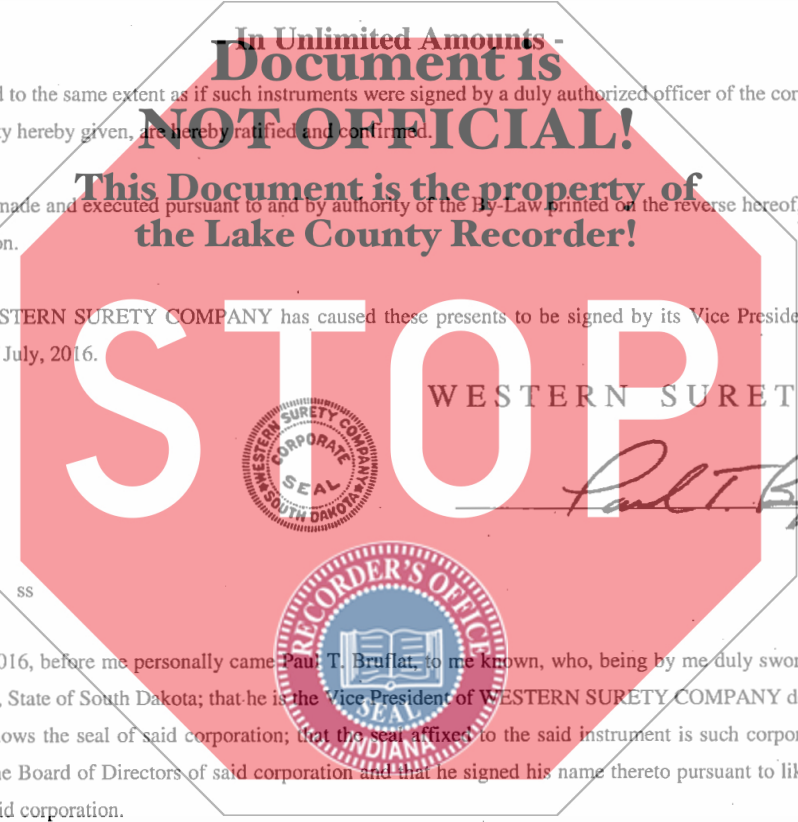 - In Unlimited Amounts -
Document is
d to the same extent as if such instruments were signed by a duly authorized officer of the cor
NOT OFFICIAL!
y hereby given, are hereby ratified and confirmed.
This Document is the property of
made and executed pursuant to and by authority of the By-Law printed on the reverse hereof
the Lake County Recorder!
on.
STERN SURETY COMPANY has caused these presents to be signed by its Vice Preside
July, 2016.
STOP
WESTERN SURET
WESTERN SURETY COMPANY
CORPORATE
SEAL
SOUTH DAKOTA
Paul T. B
RECORDER'S OFFICE
SEAL
INDIANA
ss
016, before me personally came Paul T. Bruflat, to me known, who, being by me duly swor
, State of South Dakota; that he is the Vice President of WESTERN SURETY COMPANY d
ows the seal of said corporation; that the seal affixed to the said instrument is such corpor
e Board of Directors of said corporation and that he signed his name thereto pursuant to lik
id corporation.